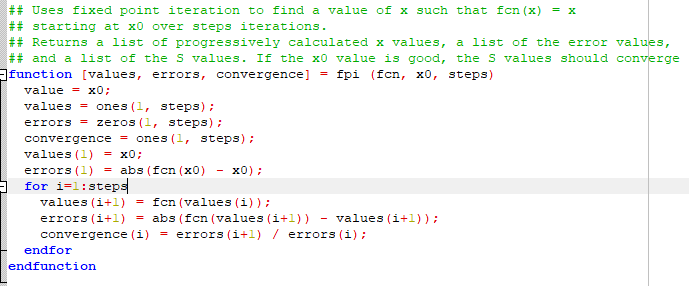 ## Uses fixed point iteration to find a value of x such that fcn(x) = x
## starting at x0 over steps iterations.
## Returns a list of progressively calculated x values, a list of the error values,
## and a list of the S values. If the x0 value is good, the S values should converge
function [values, errors, convergence] = fpi (fcn, x0, steps)
  value = x0;
  values = ones(1, steps);
  errors = zeros(1, steps);
  convergence = ones(1, steps);
  values(1) = x0;
  errors(1) = abs(fcn(x0) - x0);
  for i=1:steps
    values(i+1) = fcn(values(i));
    errors(i+1) = abs(fcn(values(i+1)) - values(i+1));
    convergence(i) = errors(i+1) / errors(i);
  endfor
endfunction